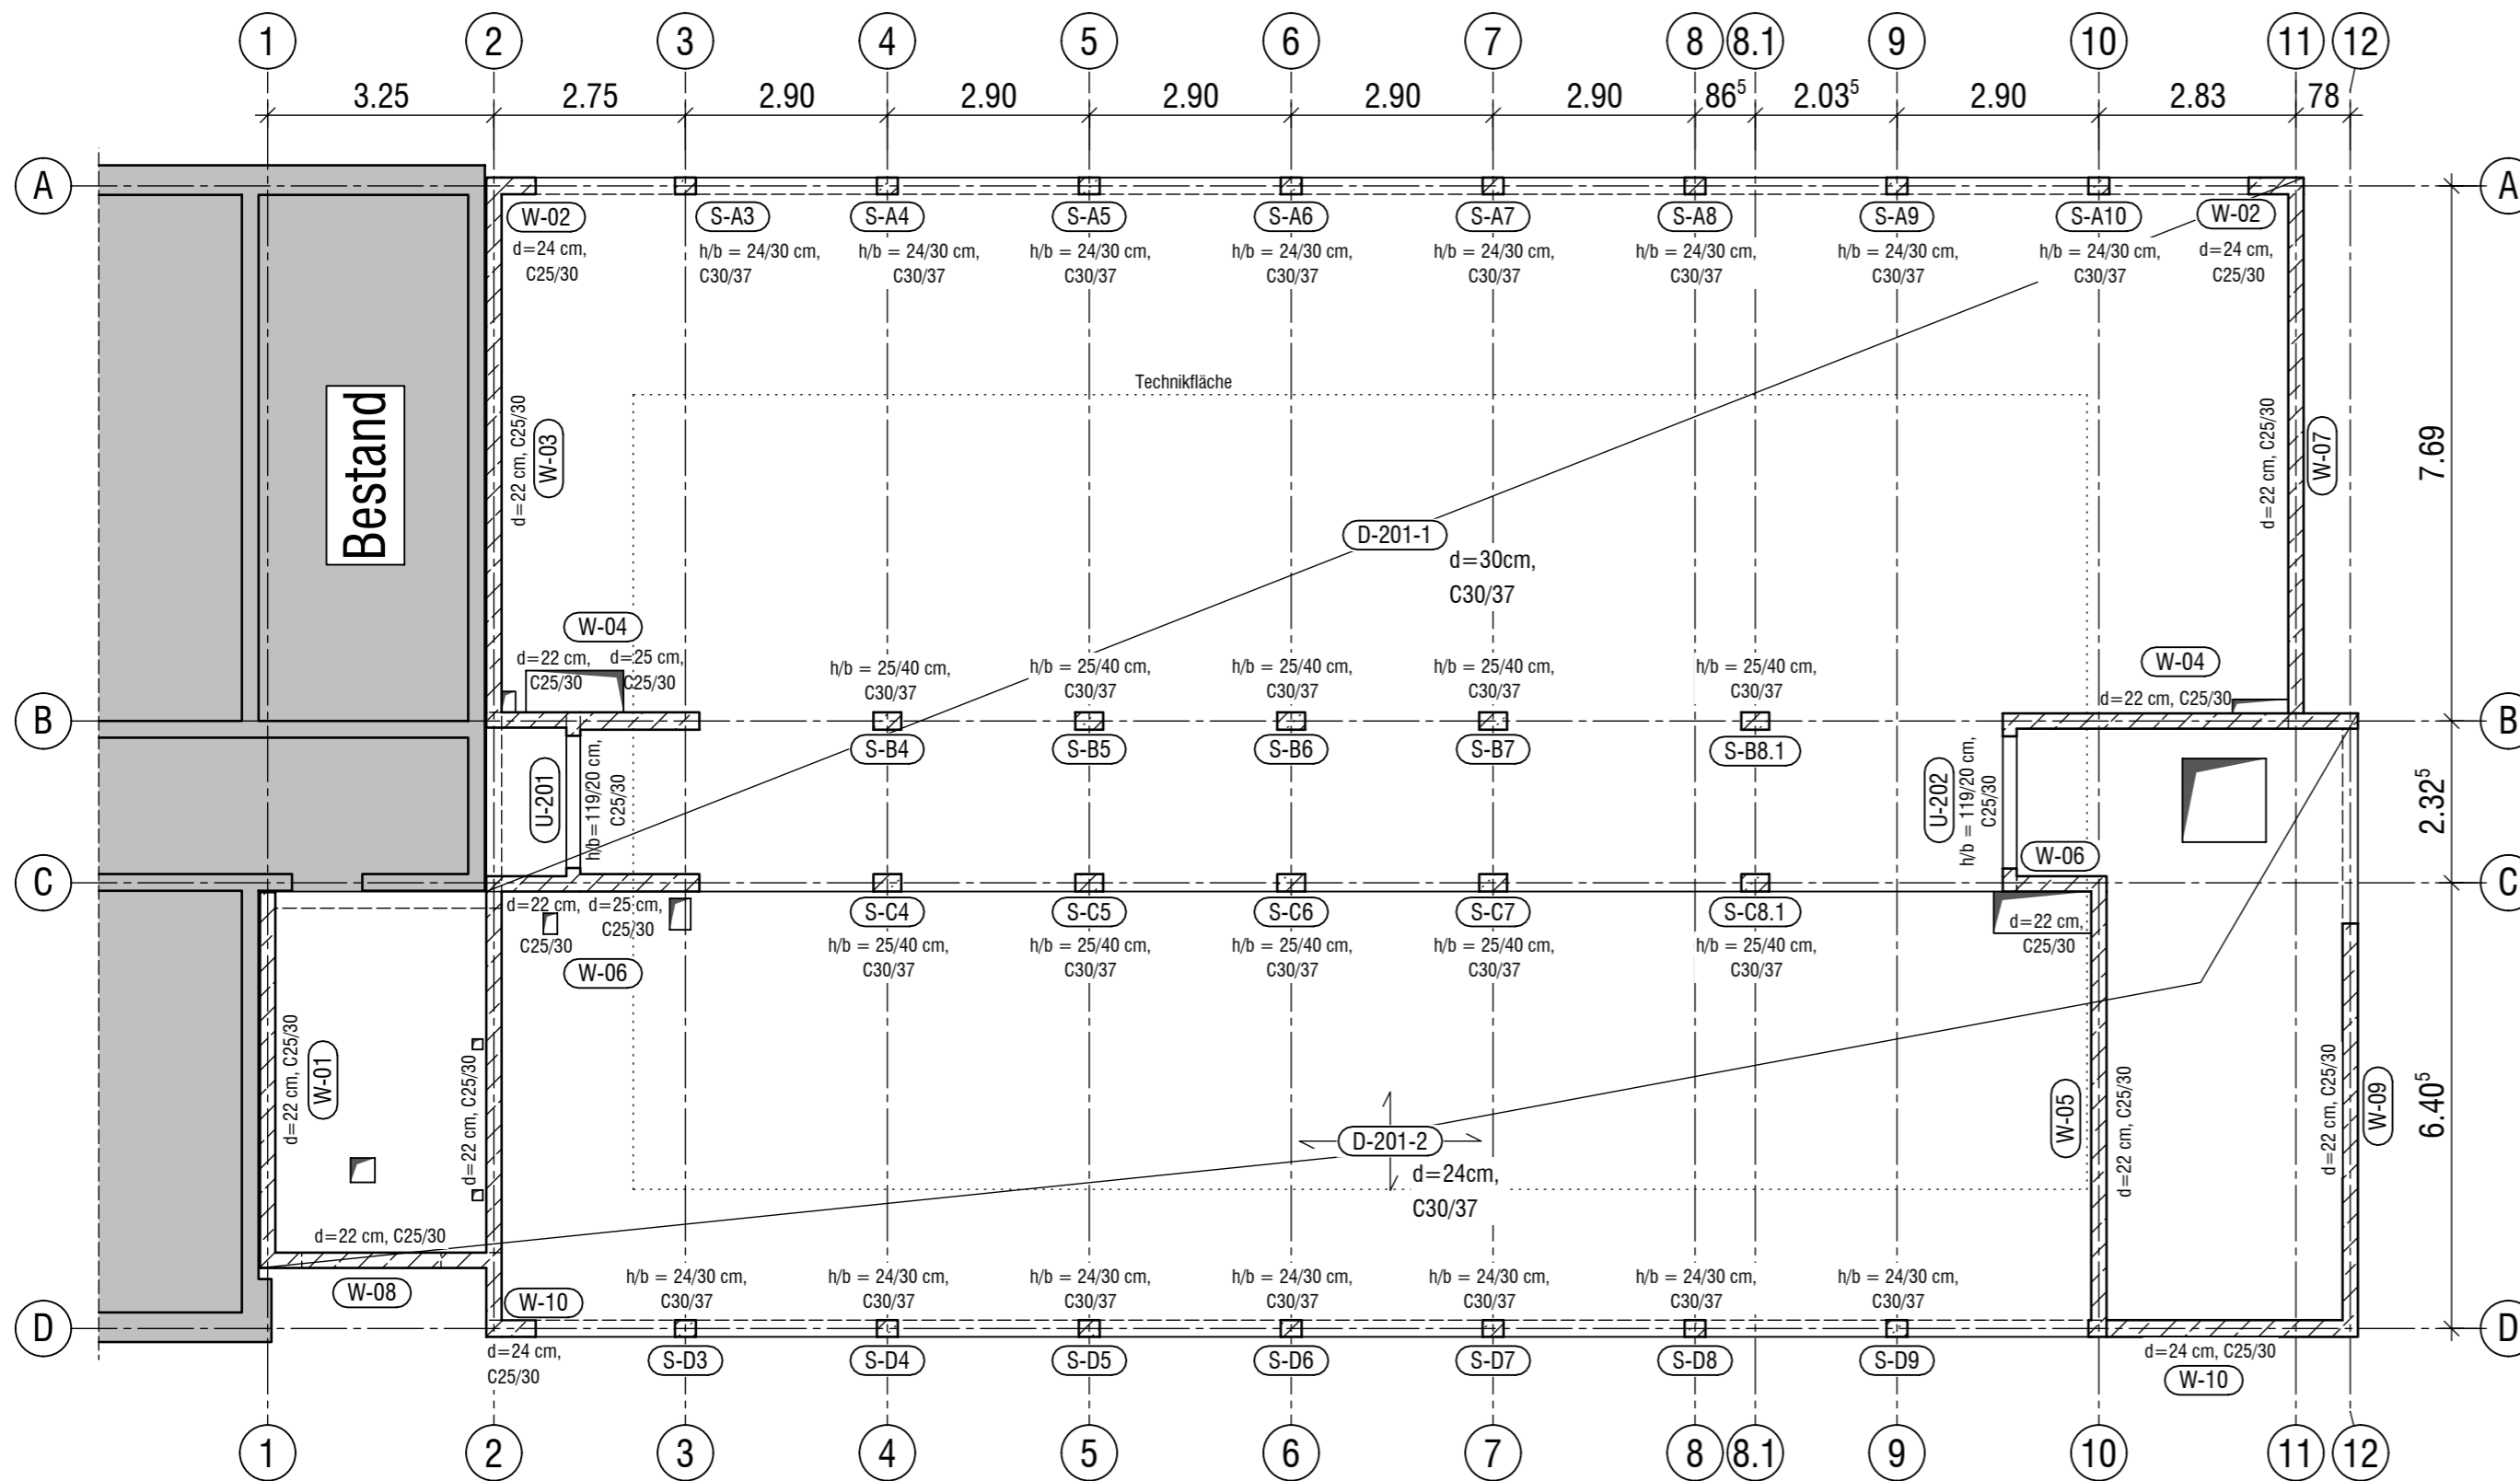 1 2 3 4 5 6 7 8 8.1 9 10 11 12
3.25 2.75 2.90 2.90 2.90 2.90 2.90 86⁵ 2.03⁵ 2.90 2.83 78
A A
W-02 S-A3 S-A4 S-A5 S-A6 S-A7 S-A8 S-A9 S-A10 W-02
d=24 cm, h/b = 24/30 cm, h/b = 24/30 cm, h/b = 24/30 cm, h/b = 24/30 cm, h/b = 24/30 cm, h/b = 24/30 cm, h/b = 24/30 cm, h/b = 24/30 cm, d=24 cm,
C25/30 C30/37 C30/37 C30/37 C30/37 C30/37 C30/37 C30/37 C30/37 C25/30
Technikfläche
Bestand
d=22 cm, C25/30
W-03
d=22 cm, C25/30
W-07
7.69
D-201-1
d=30cm,
C30/37
W-04
d=22 cm, d=25 cm,
C25/30 C25/30
h/b = 25/40 cm, h/b = 25/40 cm, h/b = 25/40 cm, h/b = 25/40 cm, h/b = 25/40 cm,
C30/37 C30/37 C30/37 C30/37 C30/37
W-04
d=22 cm, C25/30
B B
S-B4 S-B5 S-B6 S-B7 S-B8.1
U-201
h/b=119/20 cm,
C25/30
U-202
h/b = 119/20 cm,
C25/30
2.32⁵
W-06
C C
d=22 cm, d=25 cm,
C25/30 C25/30
W-06
S-C4 S-C5 S-C6 S-C7 S-C8.1
h/b = 25/40 cm, h/b = 25/40 cm, h/b = 25/40 cm, h/b = 25/40 cm, h/b = 25/40 cm,
C30/37 C30/37 C30/37 C30/37 C30/37
d=22 cm,
C25/30
d=22 cm, C25/30
W-01
d=22 cm, C25/30
W-05
d=22 cm, C25/30
d=22 cm, C25/30
W-09
6.40⁵
D-201-2
d=24cm,
C30/37
d=22 cm, C25/30
W-08
W-10
h/b = 24/30 cm, h/b = 24/30 cm, h/b = 24/30 cm, h/b = 24/30 cm, h/b = 24/30 cm, h/b = 24/30 cm, h/b = 24/30 cm,
C30/37 C30/37 C30/37 C30/37 C30/37 C30/37 C30/37
D D
d=24 cm,
C25/30
S-D3 S-D4 S-D5 S-D6 S-D7 S-D8 S-D9
d=24 cm, C25/30
W-10
1 2 3 4 5 6 7 8 8.1 9 10 11 12